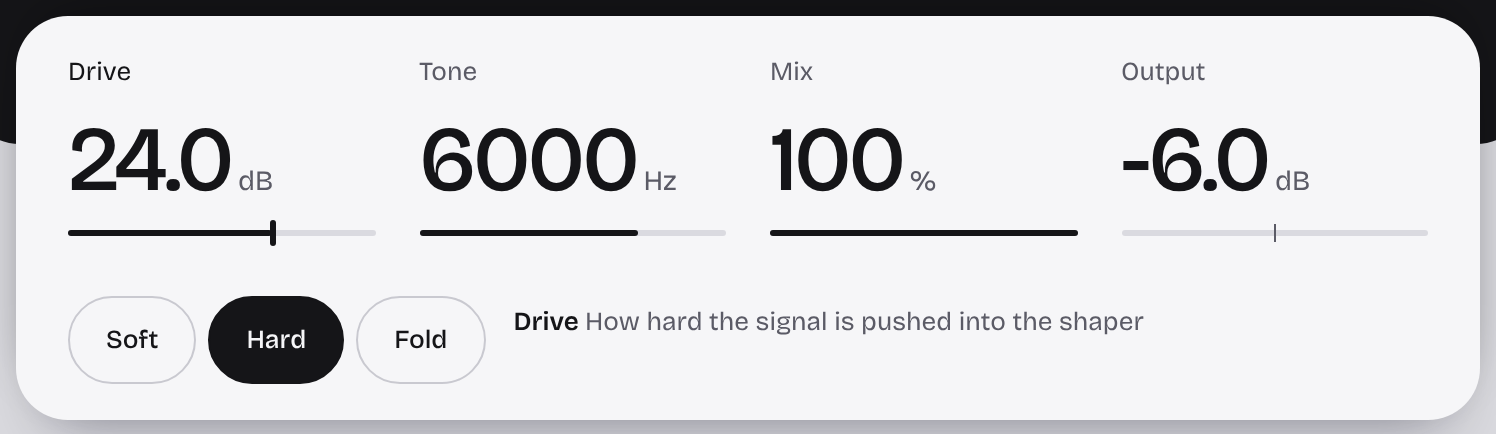 Drive
Tone
Mix
Output
24.0 dB
6000 Hz
100 %
-6.0 dB
Soft
Hard
Fold
Drive How hard the signal is pushed into the shaper